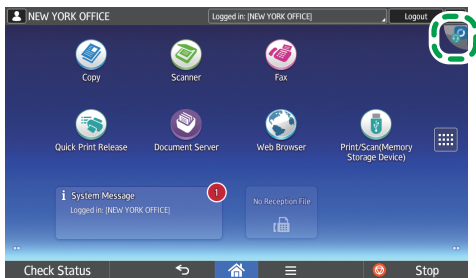 NEW YORK OFFICE
Logged in: [NEW YORK OFFICE]
Logout
Copy
Scanner
Fax
Quick Print Release
Document Server
Web Browser
Print/Scan(Memory
Storage Device)
i System Message
1
Logged in: [NEW YORK OFFICE]
No Reception File
Check Status
Stop